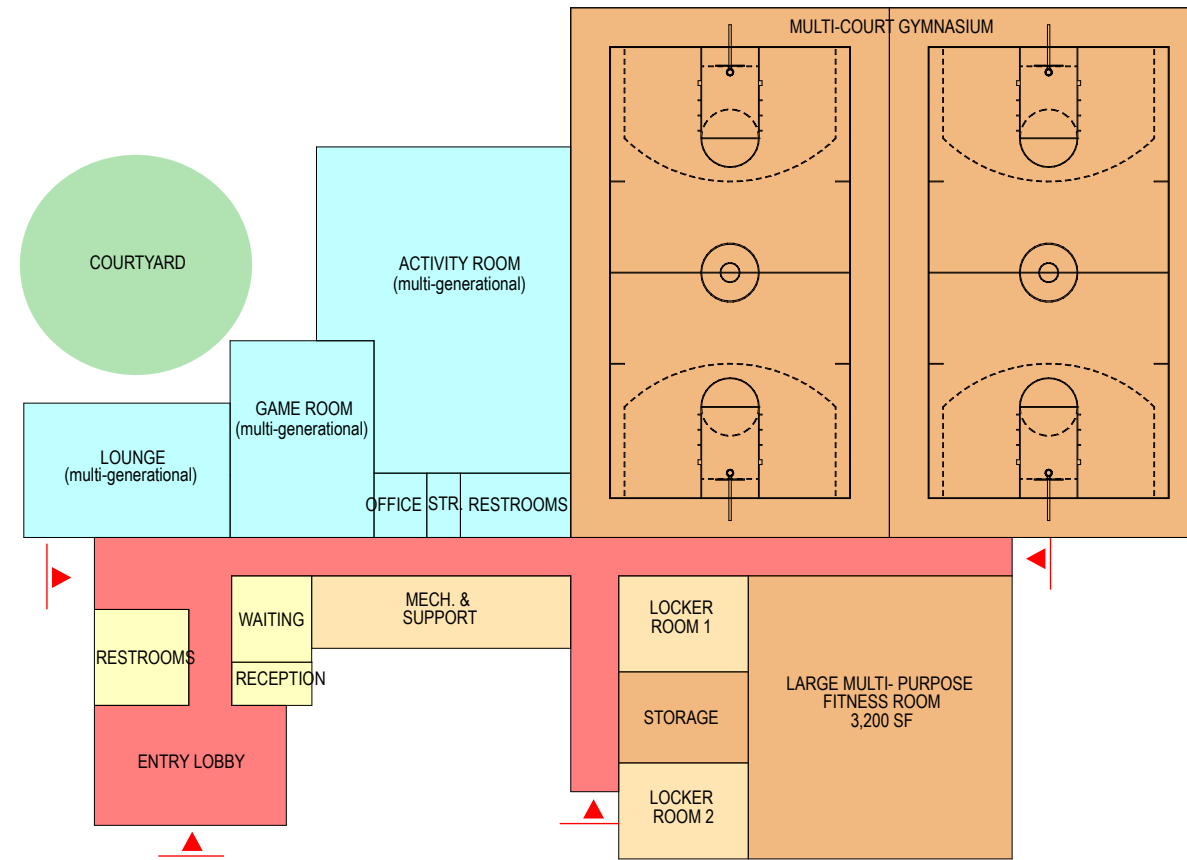 MULTI-COURT GYMNASIUM
COURTYARD
ACTIVITY ROOM
(multi-generational)
GAME ROOM
(multi-generational)
LOUNGE
(multi-generational)
OFFICE
STR.
RESTROOMS
WAITING
MECH. &
SUPPORT
LOCKER
ROOM 1
RESTROOMS
RECEPTION
LARGE MULTI- PURPOSE
FITNESS ROOM
3,200 SF
STORAGE
ENTRY LOBBY
LOCKER
ROOM 2